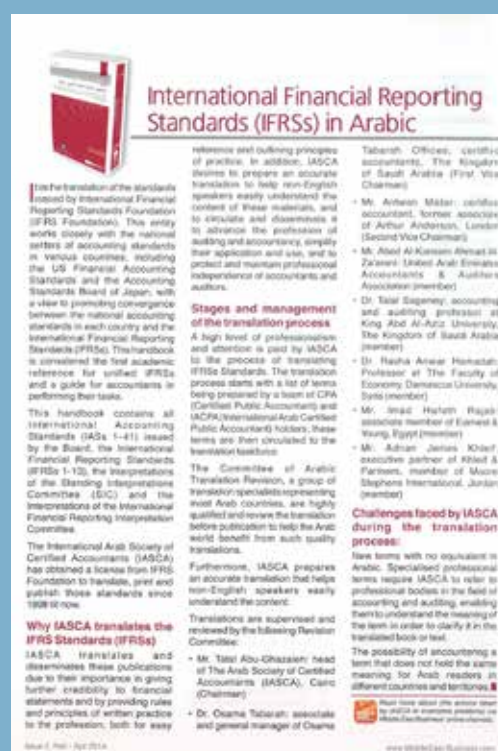 International Financial Reporting
Standards (IFRSs) in Arabic
It is the translation of the standards
issued by International Financial
Reporting Standards Foundation
(IFRS Foundation). This entity
works closely with the national
setters of accounting standards
in various countries, including
the US Financial Accounting
Standards and the Accounting
Standards Board of Japan, with
a view to promoting convergence
between the national accounting
standards in each country and the
International Financial Reporting
Standards (IFRSs). This handbook
is considered the first academic
reference for unified IFRSs
and a guide for accountants in
performing their tasks.
This handbook contains all
International Accounting
Standards (IASs 1-41) issued
by the Board, the International
Financial Reporting Standards
(IFRSs 1-13), the Interpretations
of the Standing Interpretations
Committee (SIC) and the
Interpretations of the International
Financial Reporting Interpretation
Committee.
The International Arab Society of
Certified Accountants (IASCA)
has obtained a license from IFRS
Foundation to translate, print and
publish those standards since
1998 til now.
Why IASCA translates the
IFRS Standards (IFRSs)
IASCA translates and
disseminates these publications
due to their importance in giving
further credibility to financial
statements and by providing rules
and principles of written practice
to the profession, both for easy
reference and outlining principles
of practice. In addition, IASCA
desires to prepare an accurate
translation to help non-English
speakers easily understand the
content of these materials, and
to circulate and disseminate it
to advance the profession of
auditing and accountancy, simplify
their application and use, and to
protect and maintain professional
independence of accountants and
auditors.
Stages and management
of the translation process
A high level of professionalism
and attention is paid by IASCA
to the process of translating
IFRSs Standards. The translation
process starts with a list of terms
being prepared by a team of CPA
(Certified Public Accountant) and
IACPA (International Arab Certified
Public Accountant) holders, these
terms are then circulated to the
translation taskforce.
The Committee of Arabic
Translation Revision, a group of
translation specialists representing
most Arab countries, are highly
qualified and review the translation
before publication to help the Arab
world benefit from such quality
translations.
Furthermore, IASCA prepares
an accurate translation that helps
non-English speakers easily
understand the content.
Translations are supervised and
reviewed by the following Revision
Committee:
• Mr. Talal Abu-Ghazaleh: head
of The Arab Society of Certified
Accountants (IASCA), Cairo
(Chairman)
• Dr. Osama Tabarah: associate
and general manager of Osama
Tabarah Offices, certified
accountants, The Kingdom
of Saudi Arabia (First Vice
Chairman)
• Mr. Antwan Mater: certified
accountant, former associate
of Arthur Anderson, London
(Second Vice Chairman)
• Mr. Abed Al-Kareem Ahmad Al-
Za'areri: United Arab Emirates
Accountants & Auditors
Association (member)
• Dr. Talal accounting
and auditing professor at
King Abd Al-Aziz University,
The Kingdom of Saudi Arabia
(member)
• Dr. Rasha Anwar Hamadah:
Professor at The Faculty of
Economy, Damascus University,
Syria (member)
• Mr. Imad Hafeth Rajab:
associate member of Earnest &
Young, Egypt (member)
• Mr. Adnan James Khleif:
executive partner of Khleif &
Partners, member of Moore
Stephens International, Jordan
(member)
Challenges faced by IASCA
during the translation
process:
New terms with no equivalent in
Arabic. Specialised professional
terms require IASCA to refer to
professional bodies in the field of
accounting and auditing, enabling
them to understand the meaning of
the term in order to clarify it in the
translated book or text.
The possibility of encountering a
term that does not hold the same
meaning for Arab readers in
different countries and territories.
Issue 2, Feb - Apr 2014
www.MiddleEast-Business.com